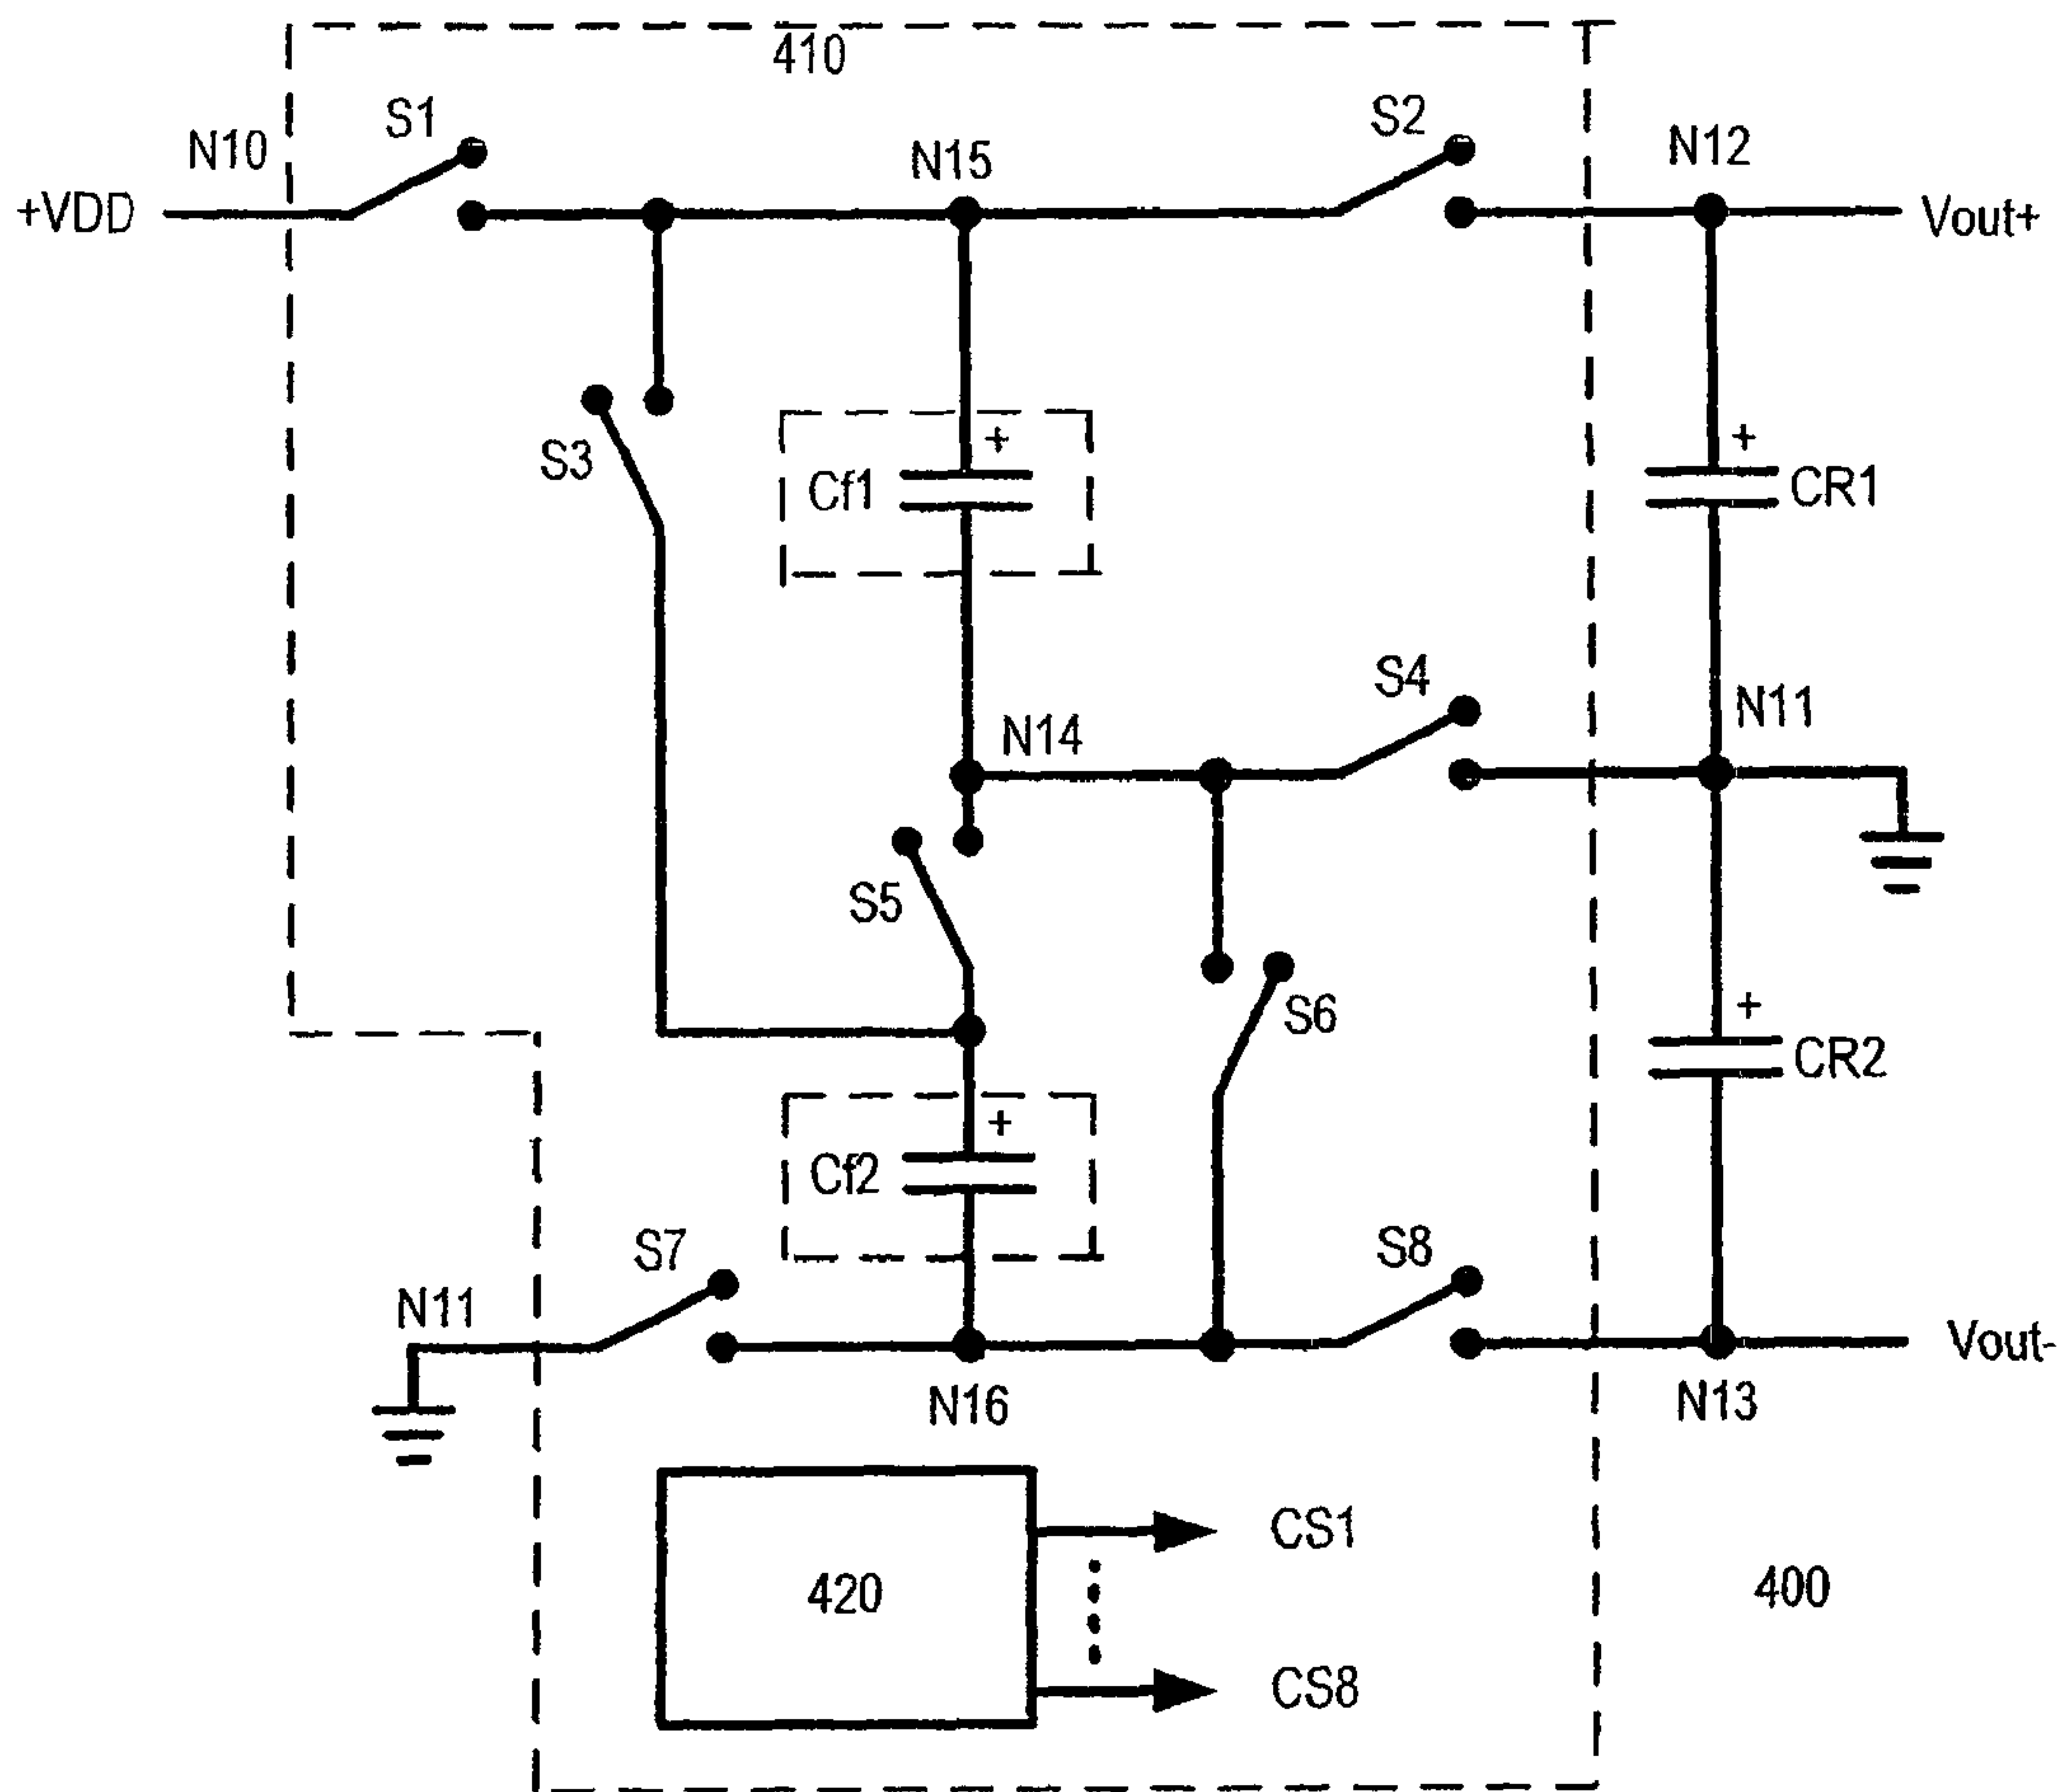 410
N10
S1
N15
S2
N12
+VDD
Vout+
S3
+
Cf1
+
CR1
S4
N11
N14
S5
S6
+
CR2
+
Cf2
S7
S8
N11
Vout-
N16
N13
420
CS1
CS8
400